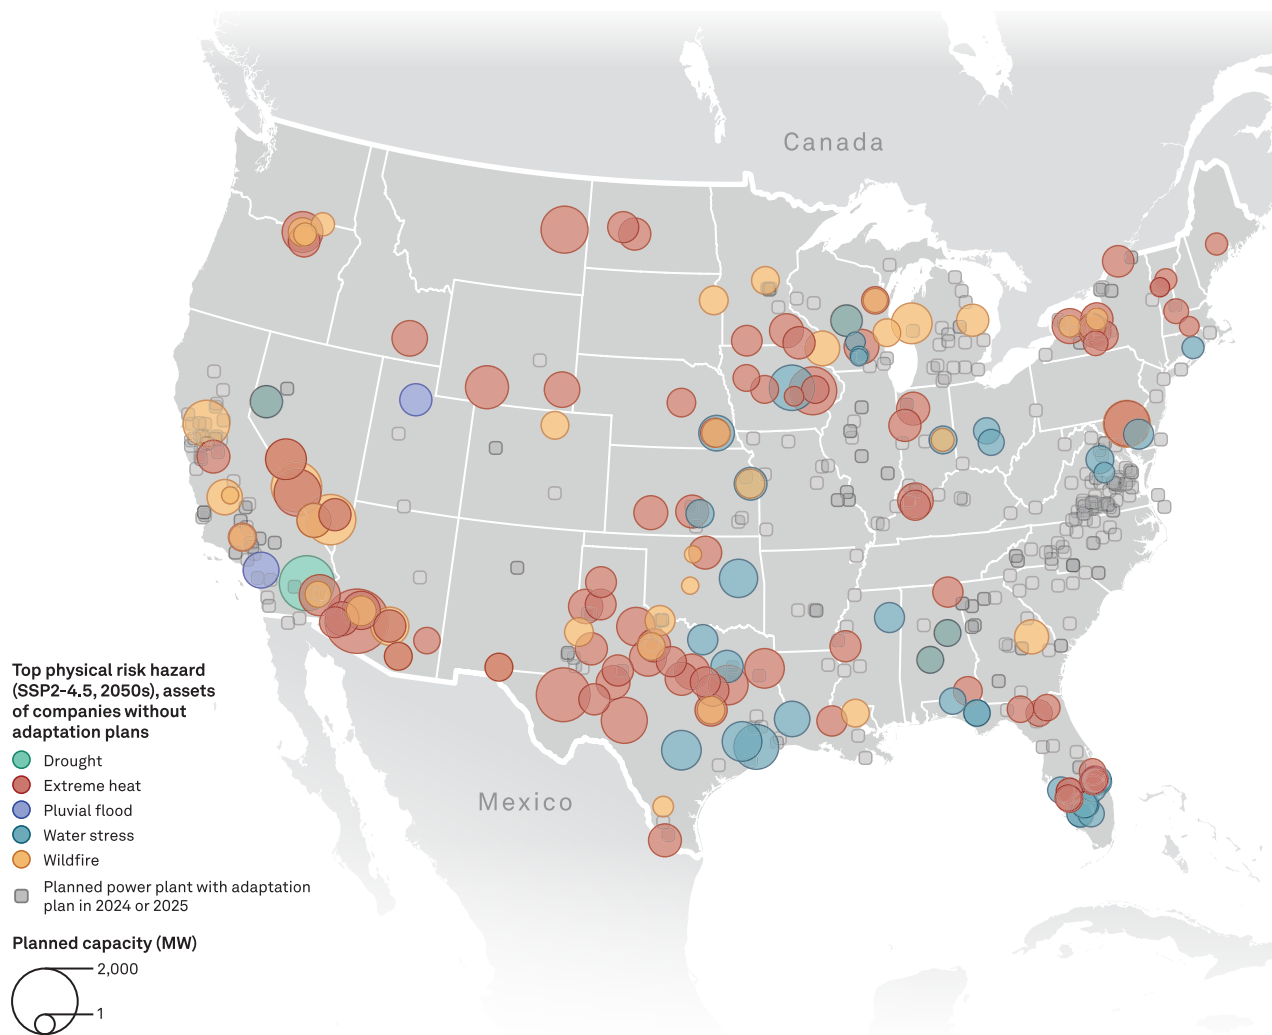 Canada
Mexico
Top physical risk hazard
(SSP2-4.5, 2050s), assets
of companies without
adaptation plans
Drought
Extreme heat
Pluvial flood
Water stress
Wildfire
Planned power plant with adaptation
plan in 2024 or 2025
Planned capacity (MW)
2,000
1